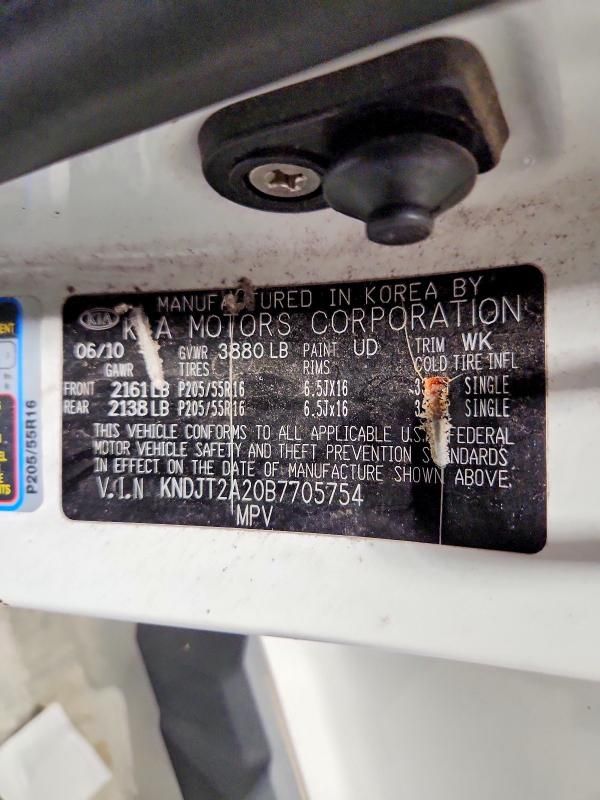 MANUFACTURED IN KOREA BY
KIA KIA MOTORS CORPORATION
06/10 GVWR 3880 LB PAINT UD TRIM WK
GAWR TIRES RIMS COLD TIRE INFL
FRONT 2161 LB P205/55R16 6.5JX16 SINGLE
REAR 2138 LB P205/55R16 6.5JX16 SINGLE
THIS VEHICLE CONFORMS TO ALL APPLICABLE U.S. FEDERAL
MOTOR VEHICLE SAFETY AND THEFT PREVENTION STANDARDS
IN EFFECT ON THE DATE OF MANUFACTURE SHOWN ABOVE.
V.I.N KNDJT2A20B7705754
MPV
P205/55R16